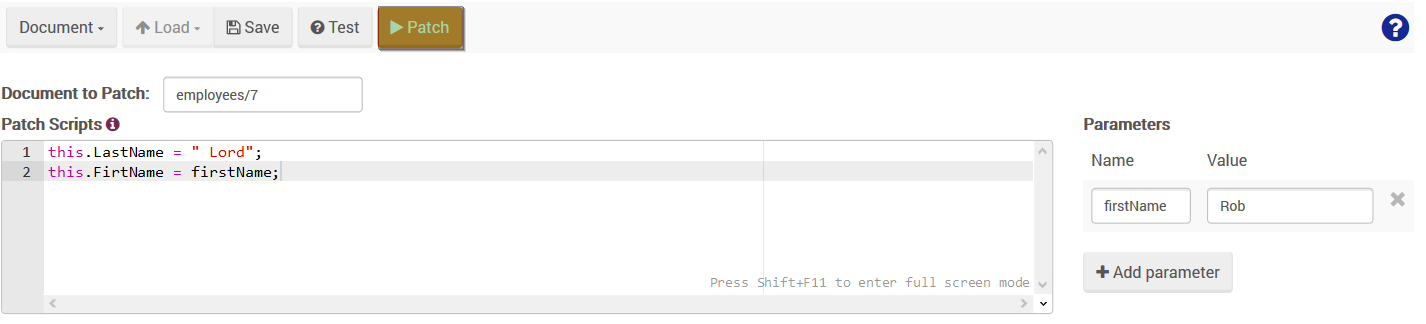 Document Load Save Test Patch ?
Document to Patch: employees/7
Patch Scripts
Parameters
1 this.LastName = " Lord";
2 this.FirtName = firstName;
Name Value
firstName Rob
Press Shift+F11 to enter full screen mode
Add parameter